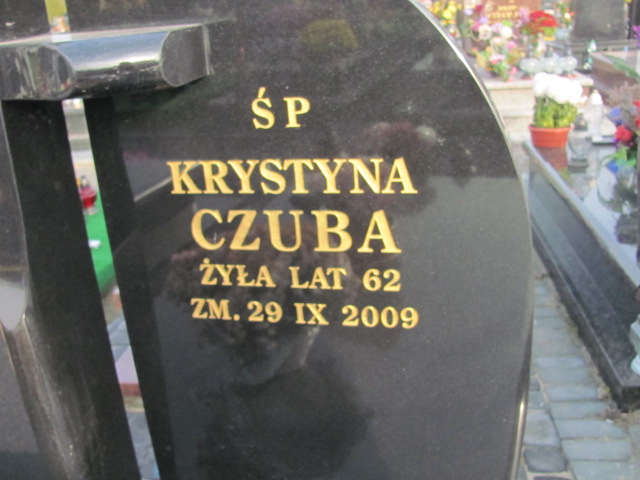 ŚP
KRYSTYNA
CZUBA
ŻYŁA LAT 62
ZM. 29 IX 2009